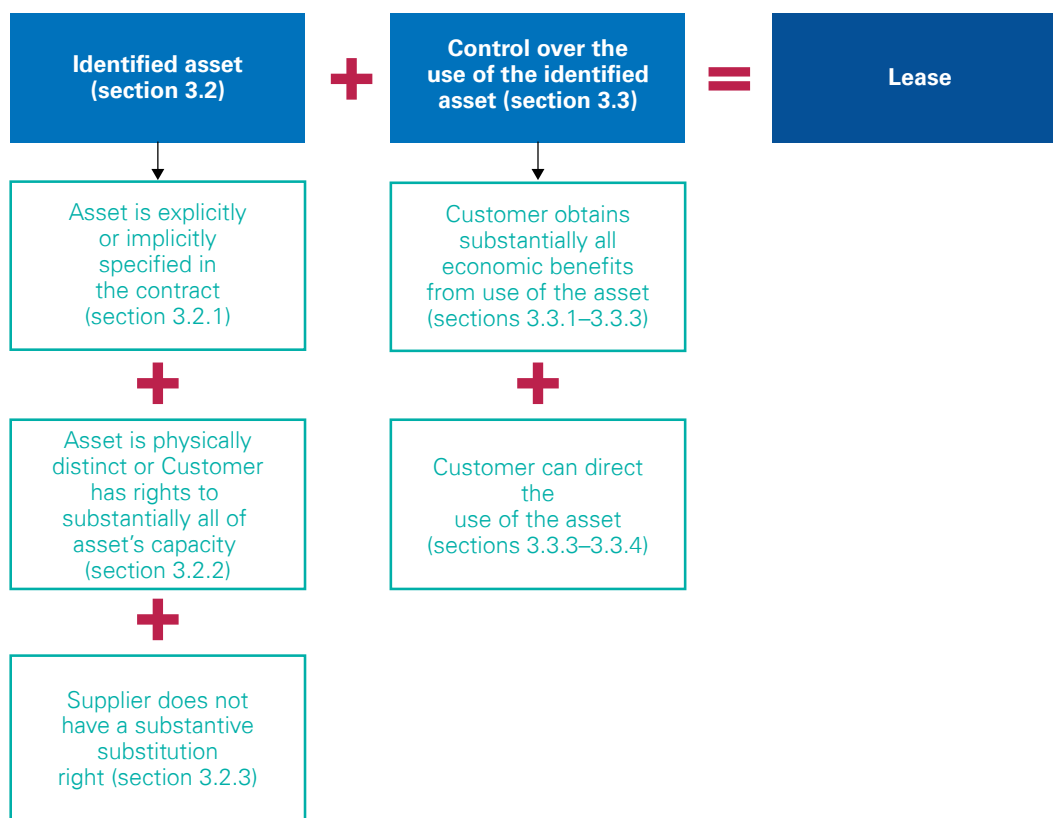 Identified asset
(section 3.2)
+
Control over the
use of the identified
asset (section 3.3)
=
Lease
Asset is explicitly
or implicitly
specified in
the contract
(section 3.2.1)
+
Asset is physically
distinct or Customer
has rights to
substantially all of
asset's capacity
(section 3.2.2)
+
Supplier does not
have a substantive
substitution
right (section 3.2.3)
Customer obtains
substantially all
economic benefits
from use of the asset
(sections 3.3.1–3.3.3)
+
Customer can direct
the
use of the asset
(sections 3.3.3–3.3.4)